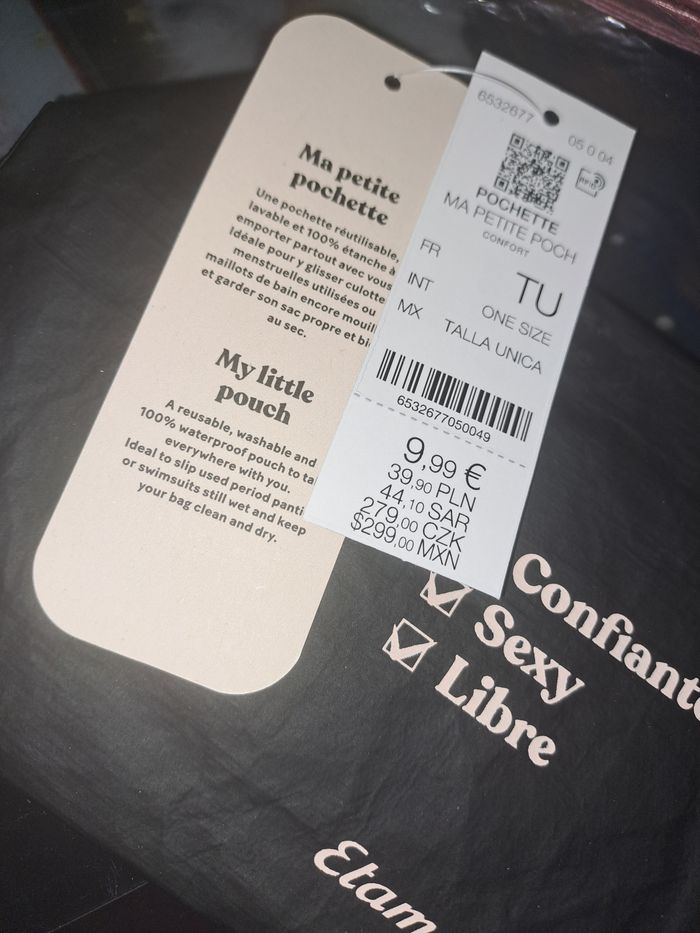 Ma petite
pochette
Une pochette réutilisable,
lavable et 100% étanche à
emporter partout avec vous
Idéale pour y glisser culotte
menstruelles utilisées ou
maillots de bain encore mouil
et garder son sac propre et bi
au sec.
My little
pouch
A reusable, washable and
100% waterproof pouch to ta
everywhere with you.
Ideal to slip used period panti
or swimsuits still wet and keep
your bag clean and dry.
6532677
05 0 04
RFID
POCHETTE
MA PETITE POCH
CONFORT
FR TU
INT ONE SIZE
MX TALLA UNICA
6532677050049
9,99 €
39,90 PLN
44,10 SAR
279,00 CZK
$299,00 MXN
Confiante
Sexy
Libre
Etam